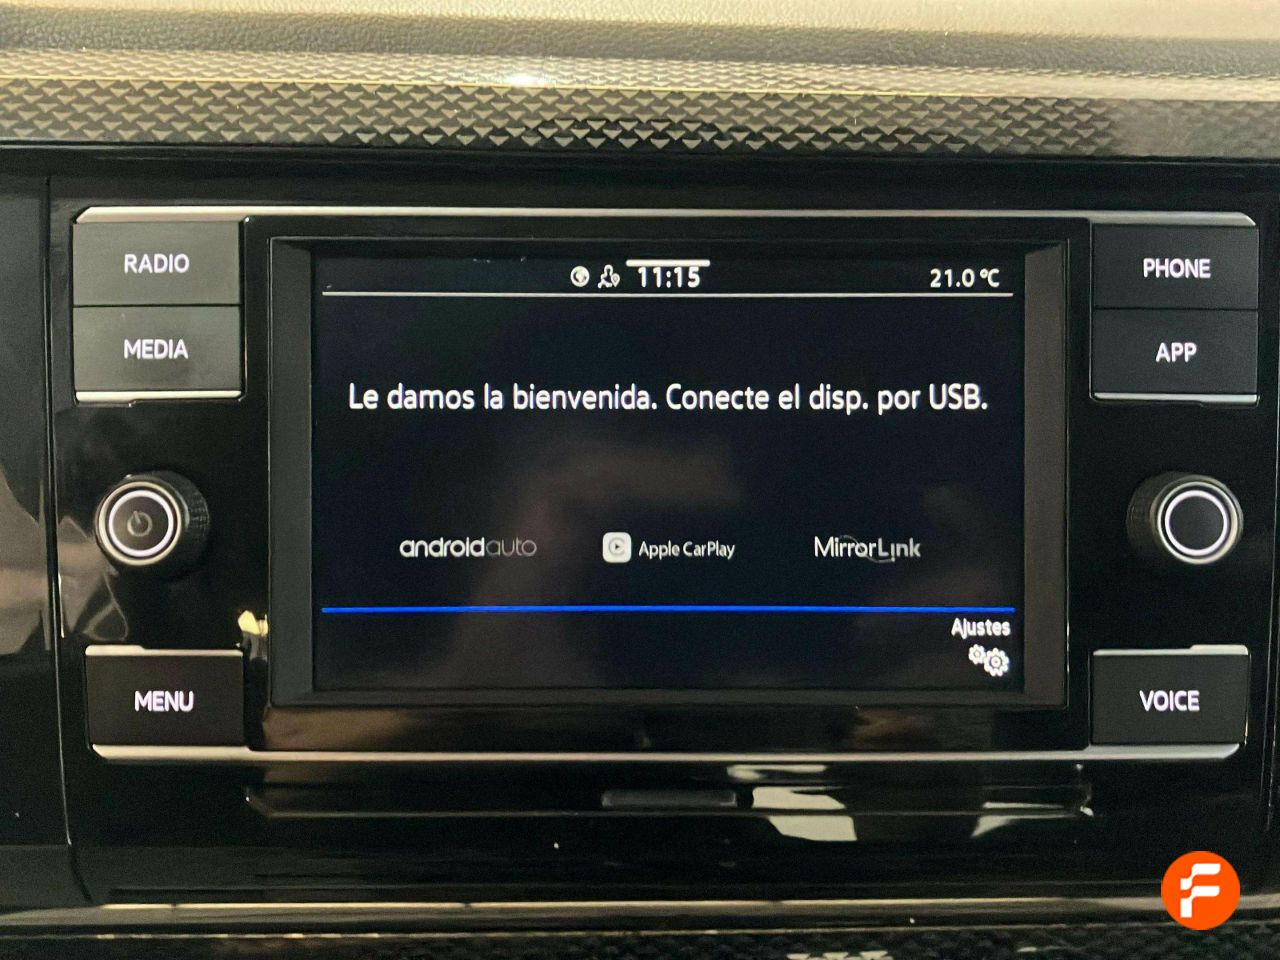 RADIO
MEDIA
MENU
11:15
21.0 °C
Le damos la bienvenida. Conecte el disp. por USB.
androidauto
Apple CarPlay
MirrorLink
Ajustes
PHONE
APP
VOICE